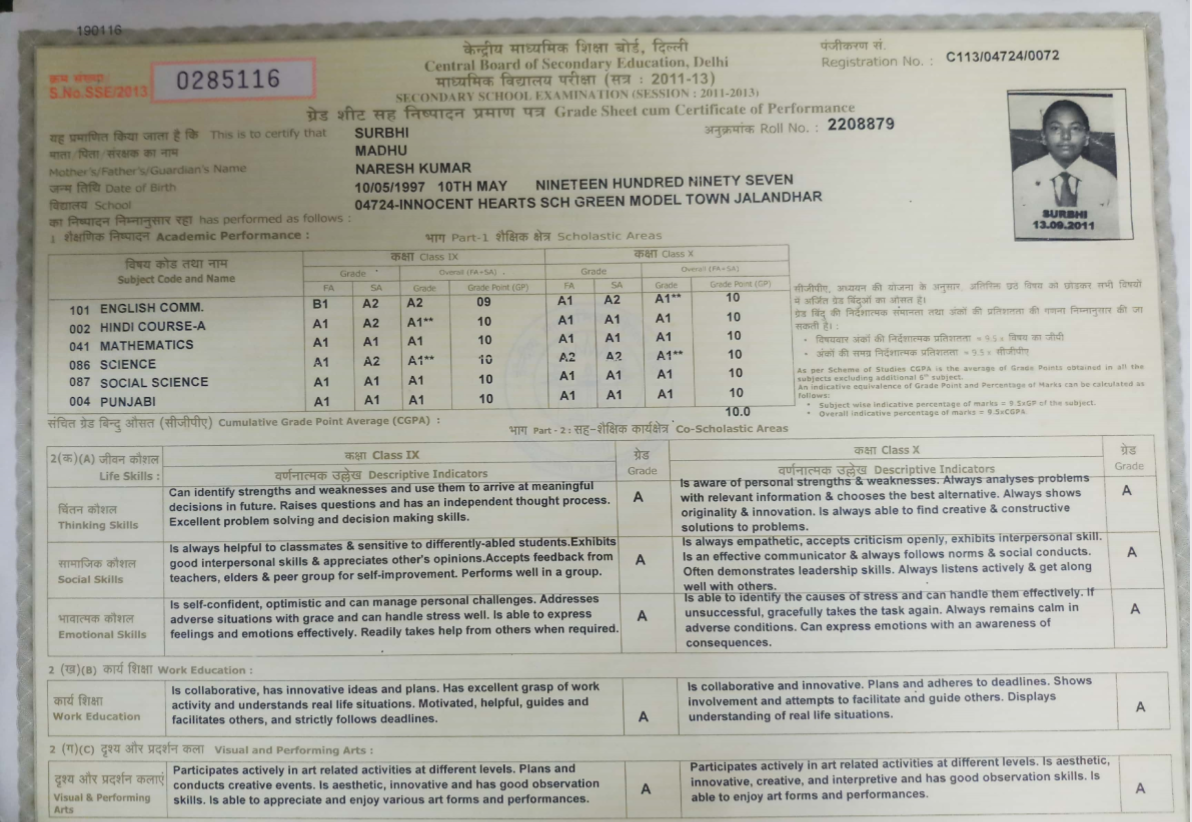 190116
क्रम संख्या/
S.No.SSE/2013
0285116
केन्द्रीय माध्यमिक शिक्षा बोर्ड, दिल्ली
Central Board of Secondary Education, Delhi
माध्यमिक विद्यालय परीक्षा (सत्र : 2011-13)
SECONDARY SCHOOL EXAMINATION (SESSION : 2011-2013)
पंजीकरण सं.
Registration No. : C113/04724/0072
ग्रेड शीट सह निष्पादन प्रमाण पत्र Grade Sheet cum Certificate of Performance
यह प्रमाणित किया जाता है कि This is to certify that SURBHI
अनुक्रमांक Roll No. : 2208879
माता/पिता/संरक्षक का नाम MADHU
Mother's/Father's/Guardian's Name NARESH KUMAR
जन्म तिथि Date of Birth 10/05/1997 10TH MAY NINETEEN HUNDRED NINETY SEVEN
विद्यालय School 04724-INNOCENT HEARTS SCH GREEN MODEL TOWN JALANDHAR
का निष्पादन निम्नानुसार रहा has performed as follows :
SURBHI
13.09.2011
1 शैक्षणिक निष्पादन Academic Performance : भाग Part-1 शैक्षिक क्षेत्र Scholastic Areas
विषय कोड तथा नाम
Subject Code and Name
कक्षा Class IX कक्षा Class X
Grade Overall (FA+SA) Grade Overall (FA+SA)
FA SA Grade Grade Point (GP) FA SA Grade Grade Point (GP)
101 ENGLISH COMM. B1 A2 A2 09 A1 A2 A1** 10
002 HINDI COURSE-A A1 A2 A1** 10 A1 A1 A1 10
041 MATHEMATICS A1 A1 A1 10 A1 A1 A1 10
086 SCIENCE A1 A2 A1** 10 A2 A2 A1** 10
087 SOCIAL SCIENCE A1 A1 A1 10 A1 A1 A1 10
004 PUNJABI A1 A1 A1 10 A1 A1 A1 10
संचित ग्रेड बिन्दु औसत (सीजीपीए) Cumulative Grade Point Average (CGPA) : 10.0
सीजीपीए, अध्ययन की योजना के अनुसार, अतिरिक्त छठे विषय को छोड़कर सभी विषयों
में अर्जित ग्रेड बिंदुओं का औसत है।
ग्रेड बिंदु की निर्देशात्मक समानता तथा अंकों की प्रतिशतता की गणना निम्नानुसार की जा
सकती है। :
• विषयवार अंकों की निर्देशात्मक प्रतिशतता = 9.5 x विषय का जीपी
• अंकों की समग्र निर्देशात्मक प्रतिशतता = 9.5 x सीजीपीए
As per Scheme of Studies CGPA is the average of Grade Points obtained in all the
subjects excluding additional 6th subject.
An indicative equivalence of Grade Point and Percentage of Marks can be calculated as
follows:
• Subject wise indicative percentage of marks = 9.5xGP of the subject.
• Overall indicative percentage of marks = 9.5xCGPA
भाग Part - 2 : सह-शैक्षिक कार्यक्षेत्र Co-Scholastic Areas
2(क)(A) जीवन कौशल
Life Skills :
कक्षा Class IX ग्रेड कक्षा Class X ग्रेड
वर्णनात्मक उल्लेख Descriptive Indicators Grade वर्णनात्मक उल्लेख Descriptive Indicators Grade
चिंतन कौशल
Thinking Skills
Can identify strengths and weaknesses and use them to arrive at meaningful
decisions in future. Raises questions and has an independent thought process.
Excellent problem solving and decision making skills.
A
Is aware of personal strengths & weaknesses. Always analyses problems
with relevant information & chooses the best alternative. Always shows
originality & innovation. Is always able to find creative & constructive
solutions to problems.
A
सामाजिक कौशल
Social Skills
Is always helpful to classmates & sensitive to differently-abled students.Exhibits
good interpersonal skills & appreciates other's opinions.Accepts feedback from
teachers, elders & peer group for self-improvement. Performs well in a group.
A
Is always empathetic, accepts criticism openly, exhibits interpersonal skill.
Is an effective communicator & always follows norms & social conducts.
Often demonstrates leadership skills. Always listens actively & get along
well with others.
A
भावात्मक कौशल
Emotional Skills
Is self-confident, optimistic and can manage personal challenges. Addresses
adverse situations with grace and can handle stress well. Is able to express
feelings and emotions effectively. Readily takes help from others when required.
A
Is able to identify the causes of stress and can handle them effectively. If
unsuccessful, gracefully takes the task again. Always remains calm in
adverse conditions. Can express emotions with an awareness of
consequences.
A
2 (ख)(B) कार्य शिक्षा Work Education :
कार्य शिक्षा
Work Education
Is collaborative, has innovative ideas and plans. Has excellent grasp of work
activity and understands real life situations. Motivated, helpful, guides and
facilitates others, and strictly follows deadlines.
A
Is collaborative and innovative. Plans and adheres to deadlines. Shows
involvement and attempts to facilitate and guide others. Displays
understanding of real life situations.
A
2 (ग)(C) दृश्य और प्रदर्शन कला Visual and Performing Arts :
दृश्य और प्रदर्शन कलाएं
Visual & Performing
Arts
Participates actively in art related activities at different levels. Plans and
conducts creative events. Is aesthetic, innovative and has good observation
skills. Is able to appreciate and enjoy various art forms and performances.
A
Participates actively in art related activities at different levels. Is aesthetic,
innovative, creative, and interpretive and has good observation skills. Is
able to enjoy art forms and performances.
A